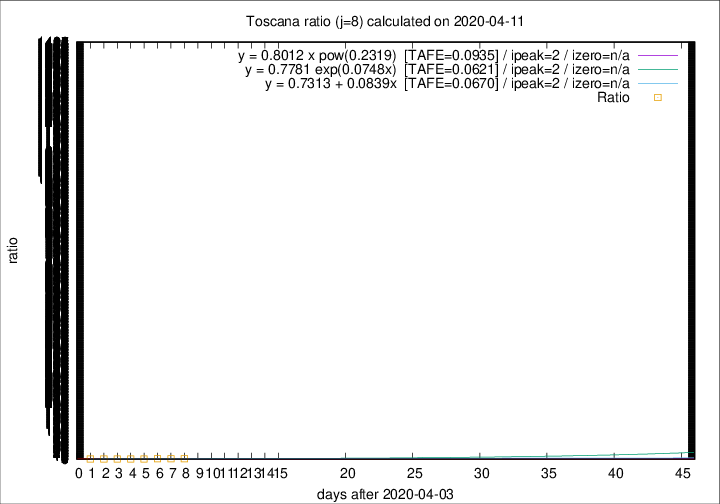 Toscana ratio (j=8) calculated on 2020-04-11
y = 0.8012 x pow(0.2319) [TAFE=0.0935] / ipeak=2 / izero=n/a
y = 0.7781 exp(0.0748x) [TAFE=0.0621] / ipeak=2 / izero=n/a
y = 0.7313 + 0.0839x [TAFE=0.0670] / ipeak=2 / izero=n/a
Ratio
ratio
0 1 2 3 4 5 6 7 8 9 10 11 12 13 14 15 20 25 30 35 40 45
days after 2020-04-03